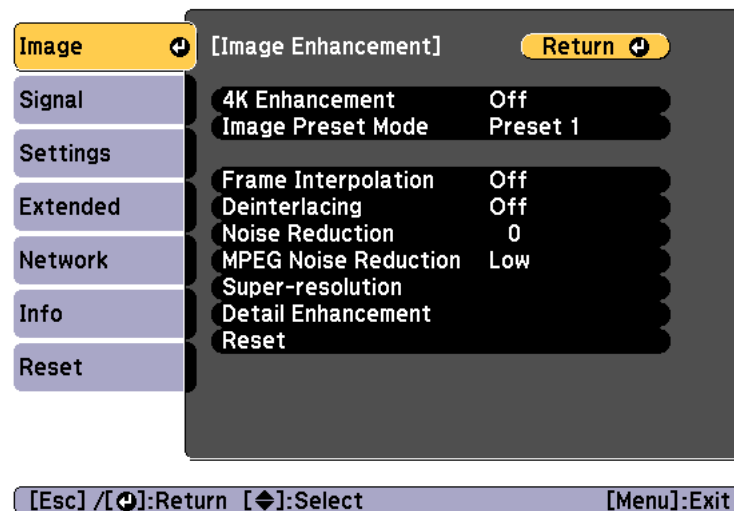 Image
Signal
Settings
Extended
Network
Info
Reset
[Image Enhancement] Return
4K Enhancement Off
Image Preset Mode Preset 1
Frame Interpolation Off
Deinterlacing Off
Noise Reduction 0
MPEG Noise Reduction Low
Super-resolution
Detail Enhancement
Reset
[Esc] /[⏎]:Return [◆]:Select [Menu]:Exit